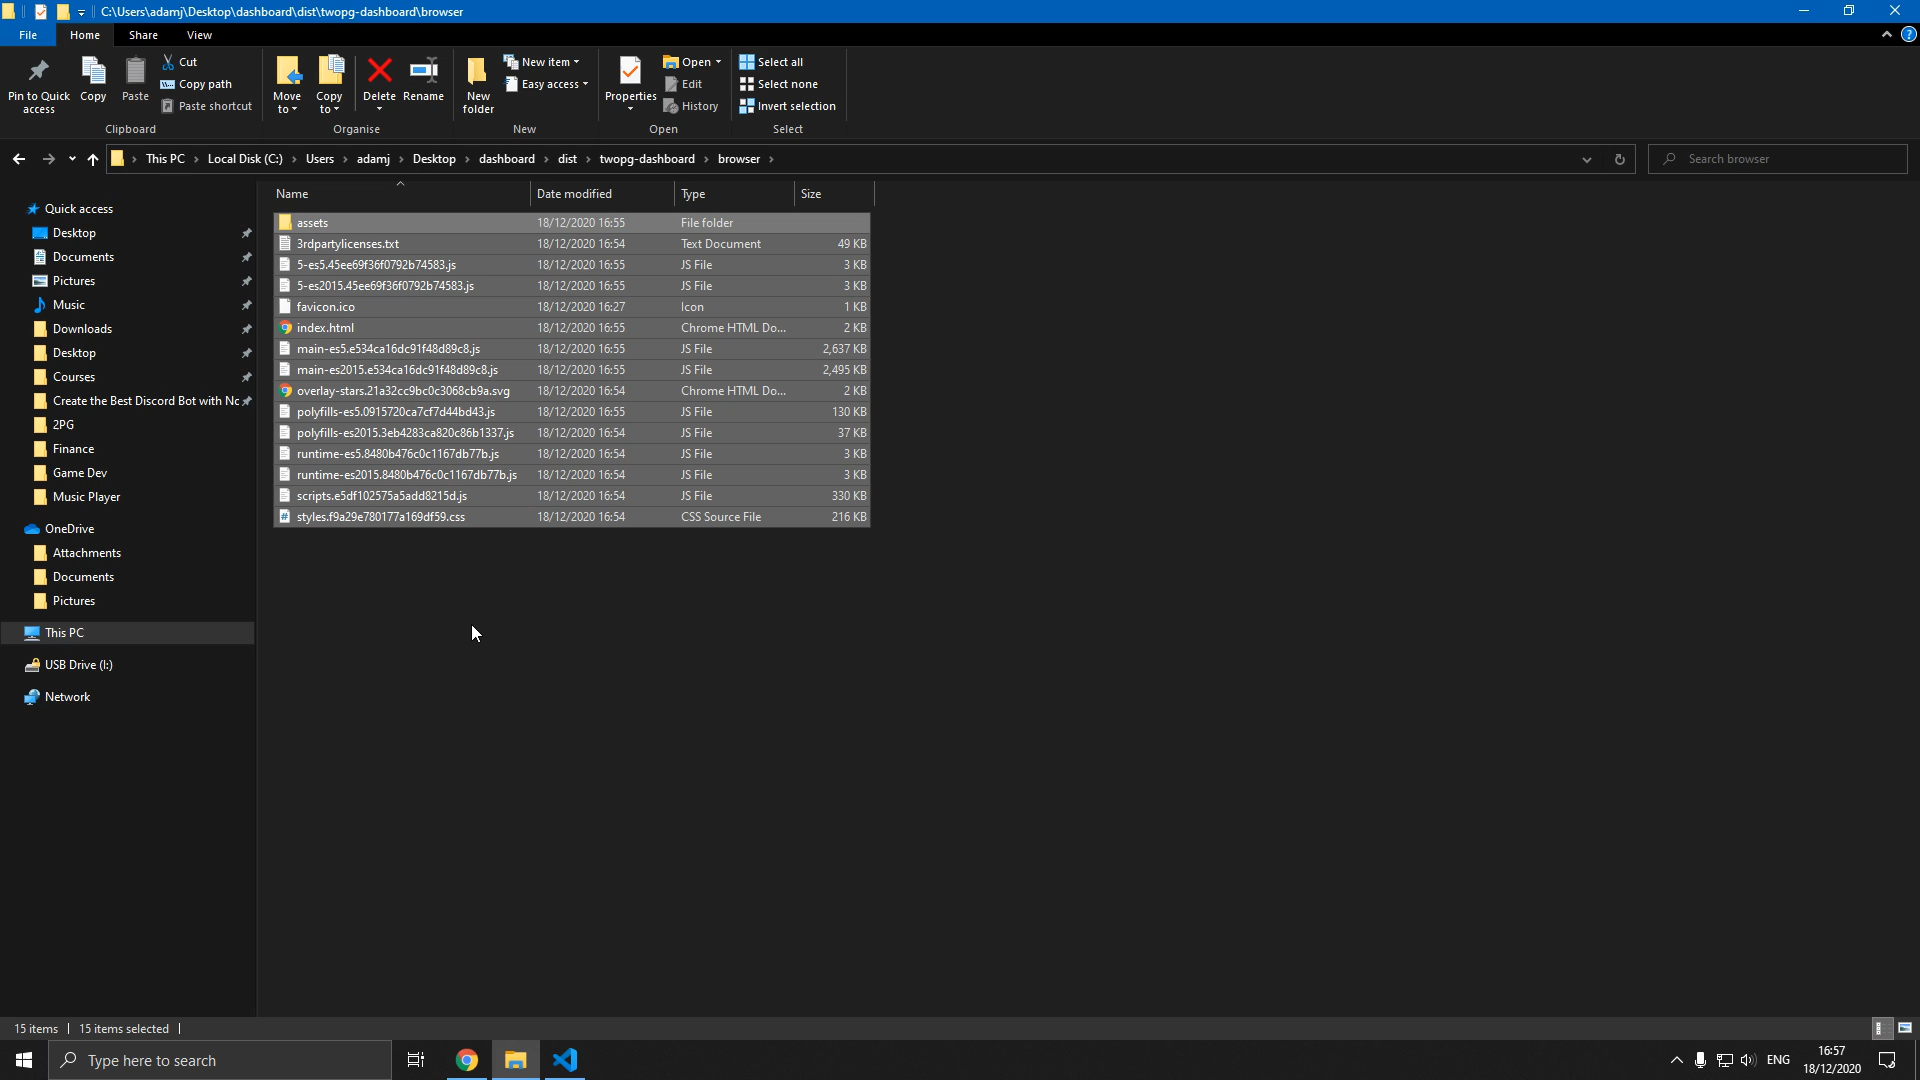 C:\Users\adamj\Desktop\dashboard\dist\twopg-dashboard\browser
File Home Share View
Pin to Quick access
Copy
Paste
Cut
Copy path
Paste shortcut
Clipboard
Move to
Copy to
Delete
Rename
Organise
New folder
New item
Easy access
New
Properties
Open
Edit
History
Open
Select all
Select none
Invert selection
Select
This PC Local Disk (C:) Users adamj Desktop dashboard dist twopg-dashboard browser
Search browser
Quick access
Desktop
Documents
Pictures
Music
Downloads
Desktop
Courses
Create the Best Discord Bot with Nc
2PG
Finance
Game Dev
Music Player
OneDrive
Attachments
Documents
Pictures
This PC
USB Drive (I:)
Network
Name Date modified Type Size
assets 18/12/2020 16:55 File folder
3rdpartylicenses.txt 18/12/2020 16:54 Text Document 49 KB
5-es5.45ee69f36f0792b74583.js 18/12/2020 16:55 JS File 3 KB
5-es2015.45ee69f36f0792b74583.js 18/12/2020 16:55 JS File 3 KB
favicon.ico 18/12/2020 16:27 Icon 1 KB
index.html 18/12/2020 16:55 Chrome HTML Do... 2 KB
main-es5.e534ca16dc91f48d89c8.js 18/12/2020 16:55 JS File 2,637 KB
main-es2015.e534ca16dc91f48d89c8.js 18/12/2020 16:55 JS File 2,495 KB
overlay-stars.21a32cc9bc0c3068cb9a.svg 18/12/2020 16:54 Chrome HTML Do... 2 KB
polyfills-es5.0915720ca7cf7d44bd43.js 18/12/2020 16:55 JS File 130 KB
polyfills-es2015.3eb4283ca820c86b1337.js 18/12/2020 16:54 JS File 37 KB
runtime-es5.8480b476c0c1167db77b.js 18/12/2020 16:54 JS File 3 KB
runtime-es2015.8480b476c0c1167db77b.js 18/12/2020 16:54 JS File 3 KB
scripts.e5df102575a5add8215d.js 18/12/2020 16:54 JS File 330 KB
styles.f9a29e780177a169df59.css 18/12/2020 16:54 CSS Source File 216 KB
15 items 15 items selected
Type here to search
ENG
16:57
18/12/2020